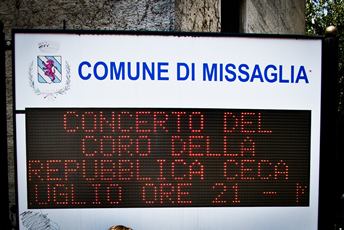 COMUNE DI MISSAGLIA
CONCERTO DEL
CORO DELLA
REPUBBLICA CECA
UGLIO ORE 21 - M